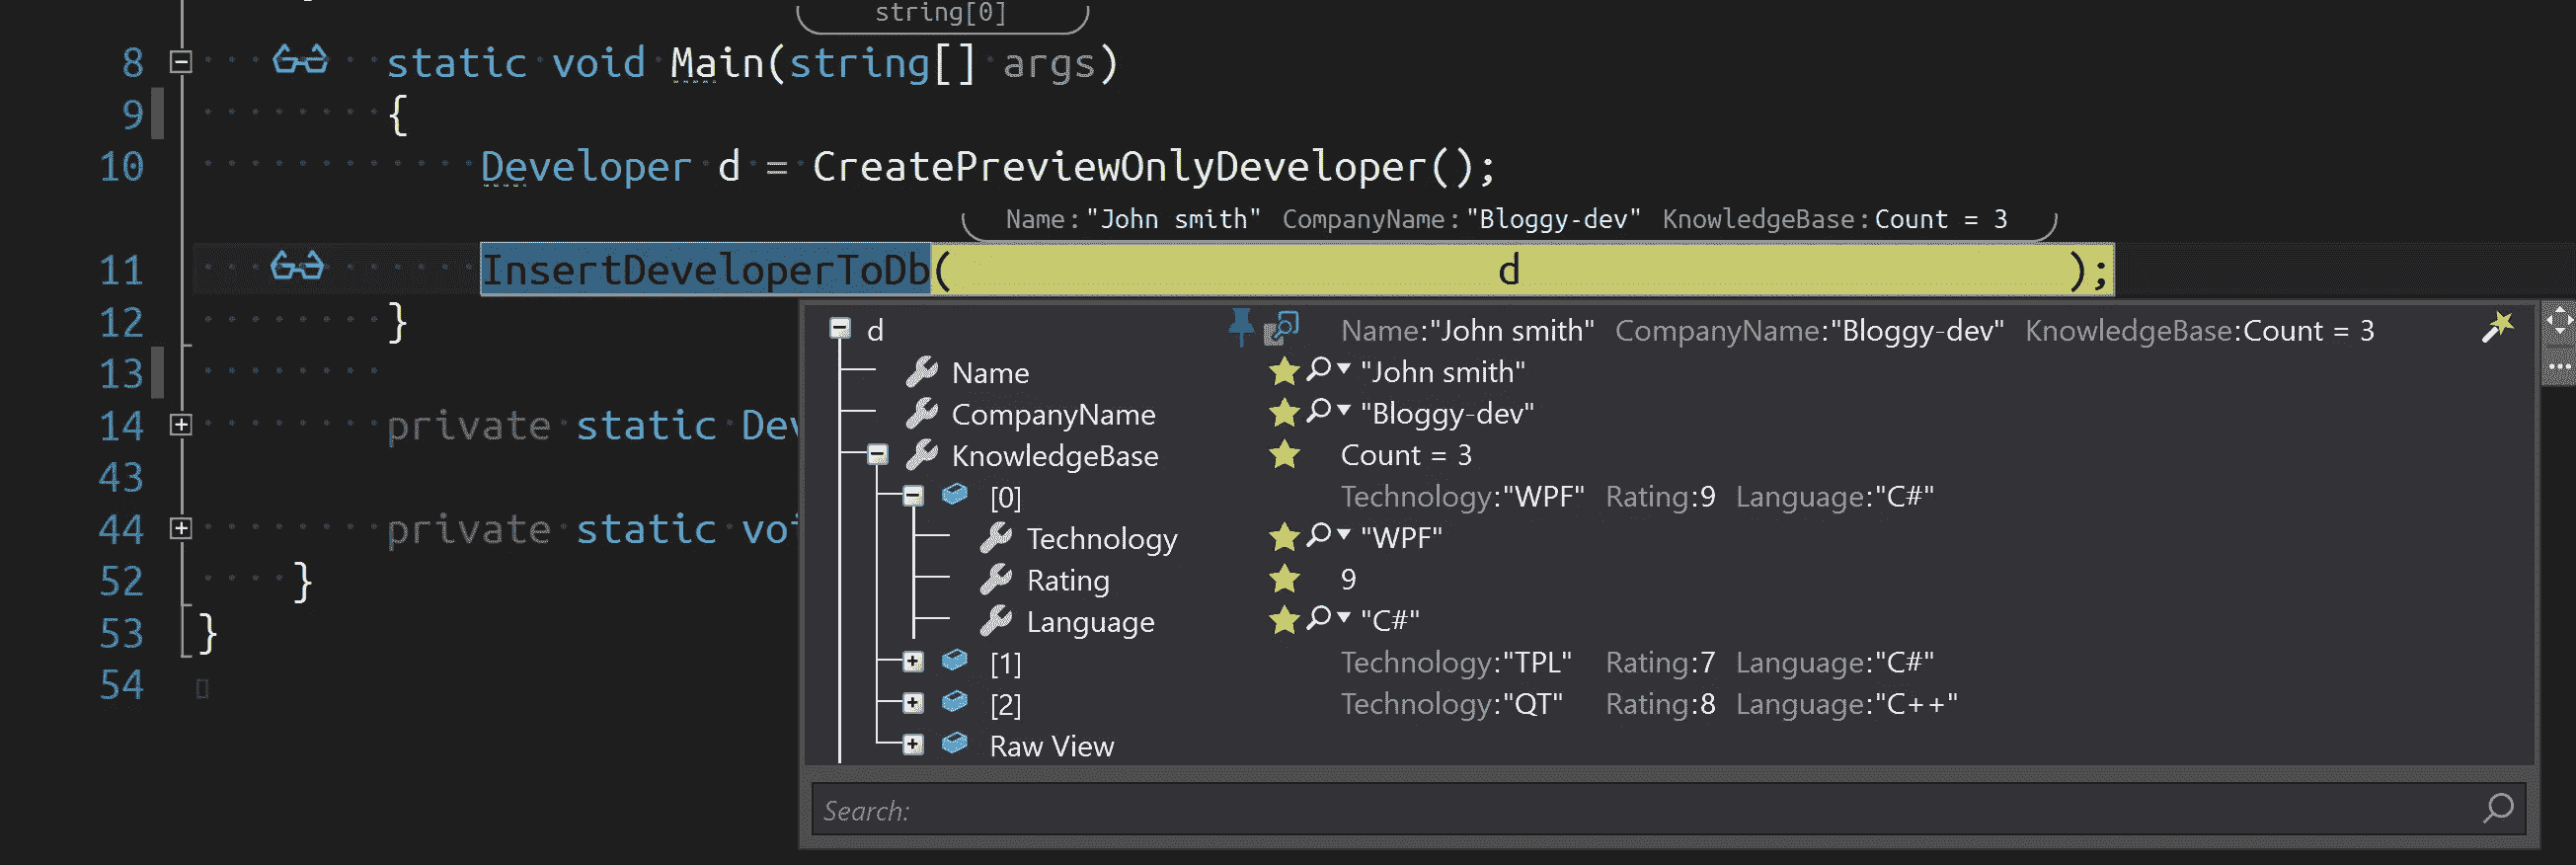 string[0]
8 static void Main(string[] args)
9 {
10 Developer d = CreatePreviewOnlyDeveloper();
Name:"John smith" CompanyName:"Bloggy-dev" KnowledgeBase:Count = 3
11 InsertDeveloperToDb( d );
12 }
13
14 private static Dev
43
44 private static voi
52 }
53 }
54
d Name:"John smith" CompanyName:"Bloggy-dev" KnowledgeBase:Count = 3
Name "John smith"
CompanyName "Bloggy-dev"
KnowledgeBase Count = 3
[0] Technology:"WPF" Rating:9 Language:"C#"
Technology "WPF"
Rating 9
Language "C#"
[1] Technology:"TPL" Rating:7 Language:"C#"
[2] Technology:"QT" Rating:8 Language:"C++"
Raw View
Search: